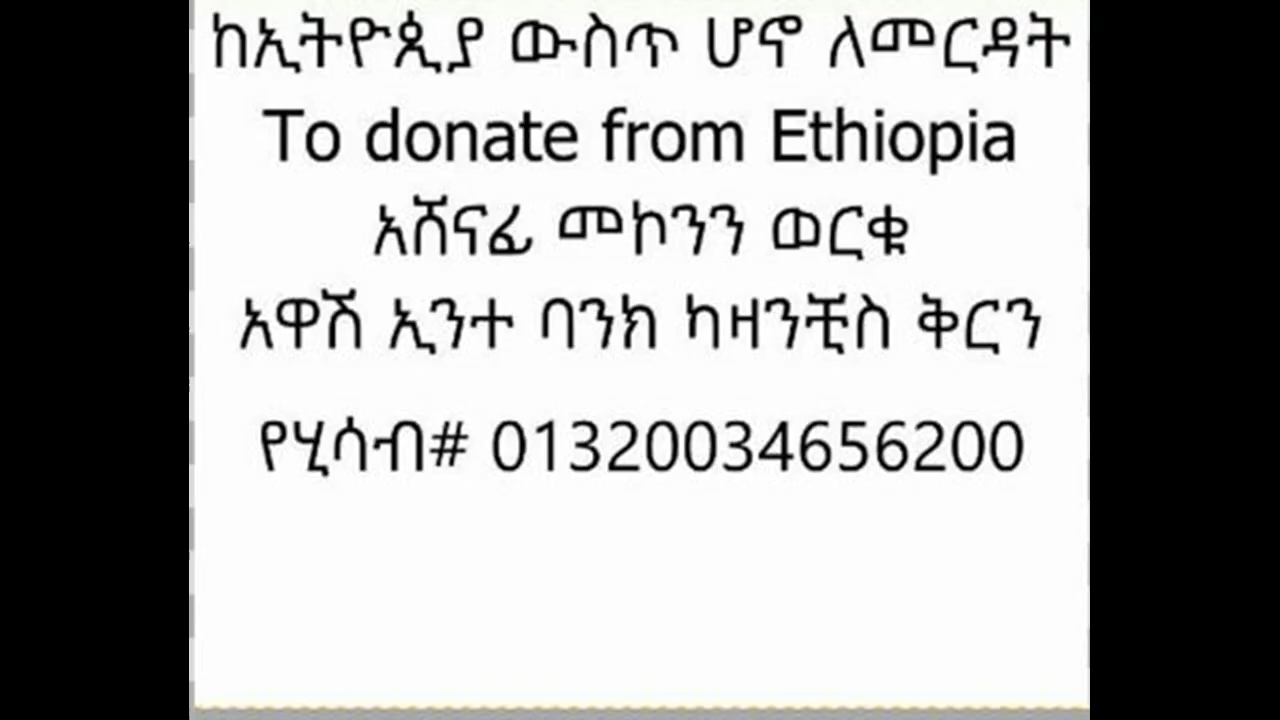 ከኢትዮጲያ ውስጥ ሆኖ ለመርዳት
To donate from Ethiopia
አሸናፊ መኮንን ወርቁ
አዋሽ ኢንተ ባንክ ካዛንቺስ ቅርን
የሂሳብ# 01320034656200